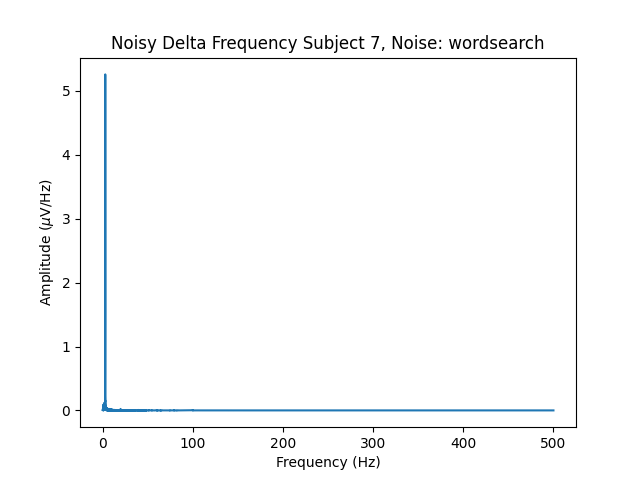 Noisy Delta Frequency Subject 7, Noise: wordsearch
Amplitude (μV/Hz)
5
4
3
2
1
0
0 100 200 300 400 500
Frequency (Hz)